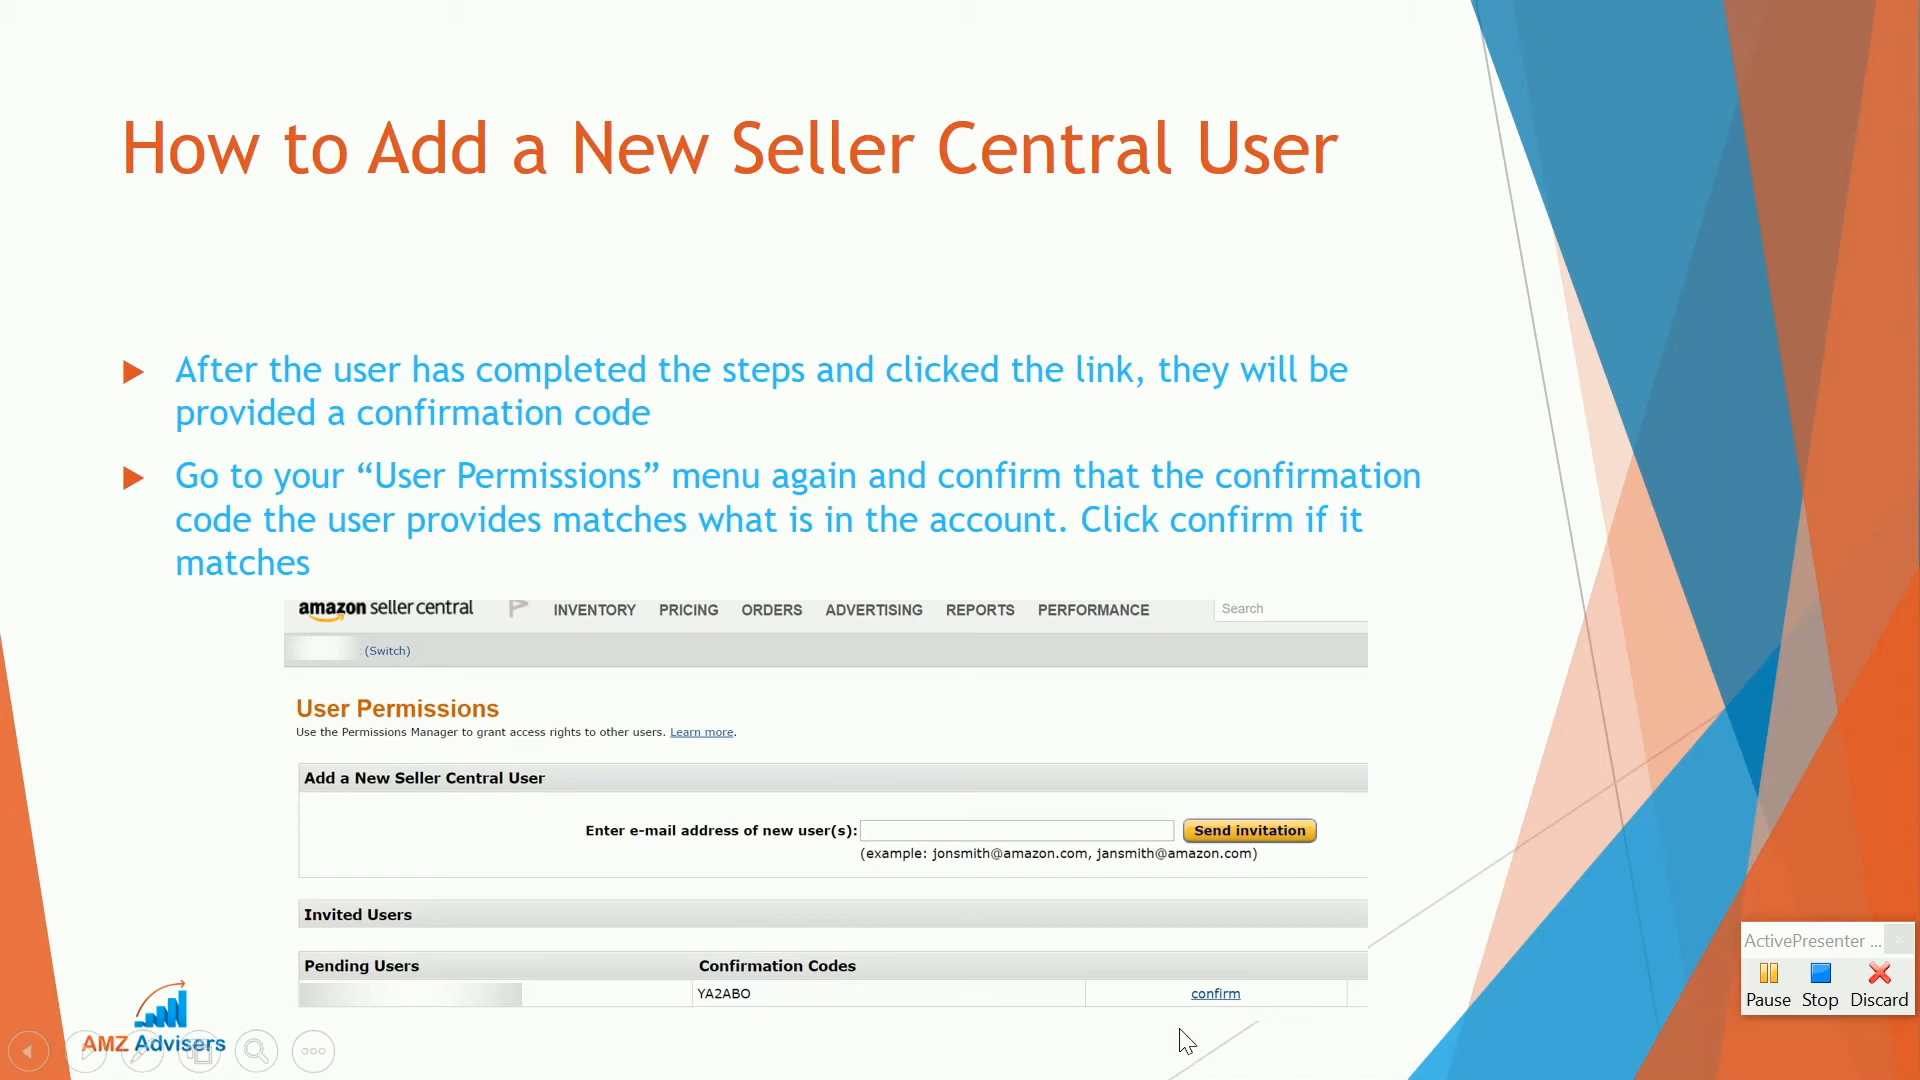 How to Add a New Seller Central User
After the user has completed the steps and clicked the link, they will be
provided a confirmation code
Go to your “User Permissions” menu again and confirm that the confirmation
code the user provides matches what is in the account. Click confirm if it
matches
amazon seller central INVENTORY PRICING ORDERS ADVERTISING REPORTS PERFORMANCE Search
(Switch)
User Permissions
Use the Permissions Manager to grant access rights to other users. Learn more.
Add a New Seller Central User
Enter e-mail address of new user(s): Send invitation
(example: jonsmith@amazon.com, jansmith@amazon.com)
Invited Users
Pending Users Confirmation Codes
YA2ABO confirm
AMZ Advisers
ActivePresenter ...
Pause Stop Discard